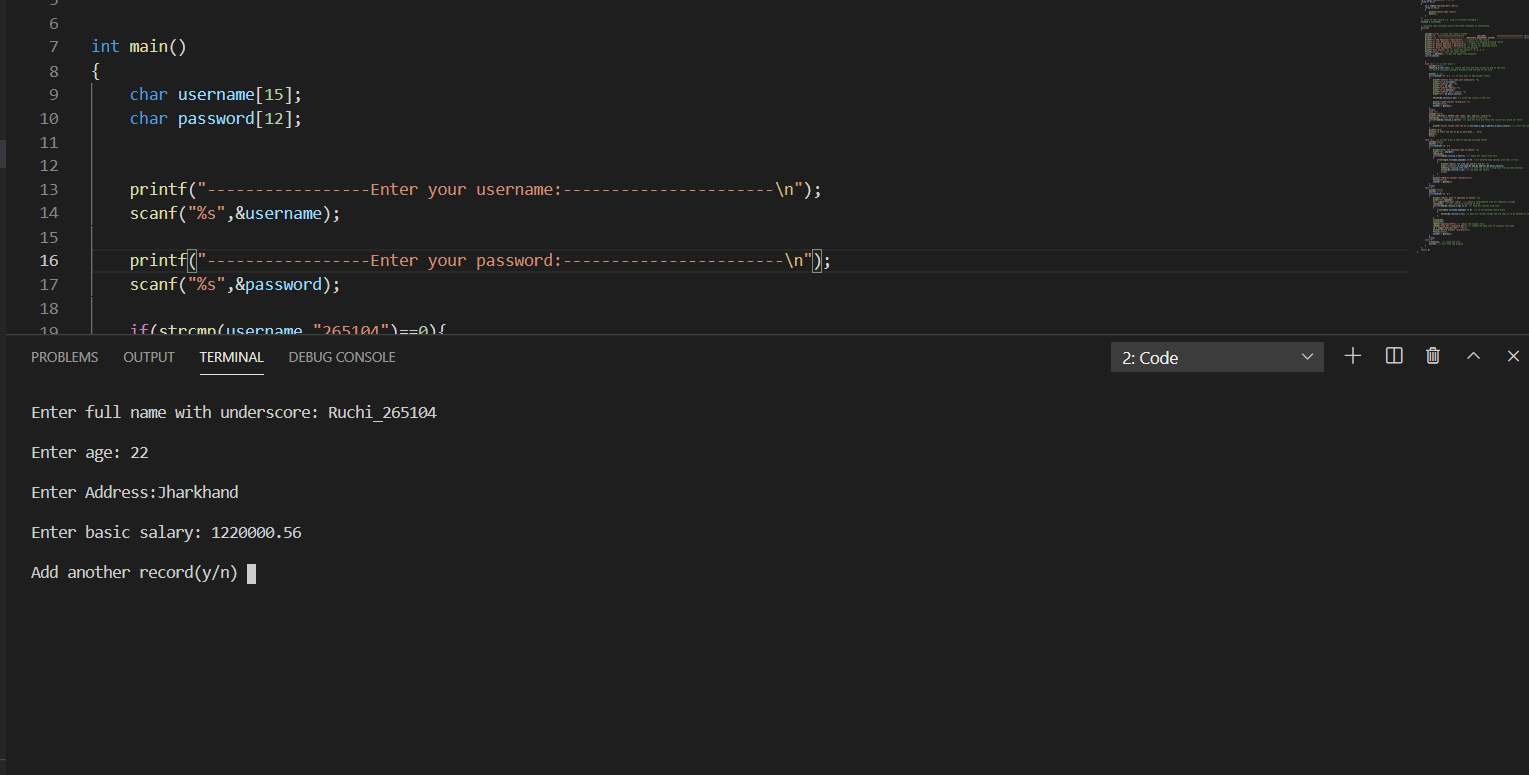 5
6
7 int main()
8 {
9 char username[15];
10 char password[12];
11
12
13 printf("-----------------Enter your username:----------------------\n");
14 scanf("%s",&username);
15
16 printf("-----------------Enter your password:-----------------------\n");
17 scanf("%s",&password);
18
19 if(strcmp(username,"265104")==0){
PROBLEMS OUTPUT TERMINAL DEBUG CONSOLE 2: Code
Enter full name with underscore: Ruchi_265104
Enter age: 22
Enter Address:Jharkhand
Enter basic salary: 1220000.56
Add another record(y/n)